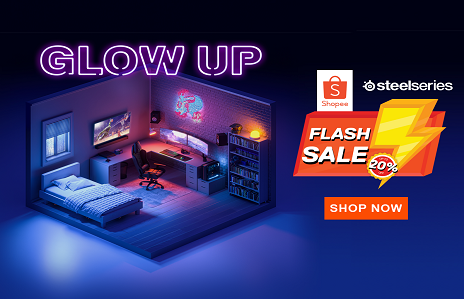 GLOW UP
S
Shopee
steelseries
FLASH
SALE
20%
SHOP NOW